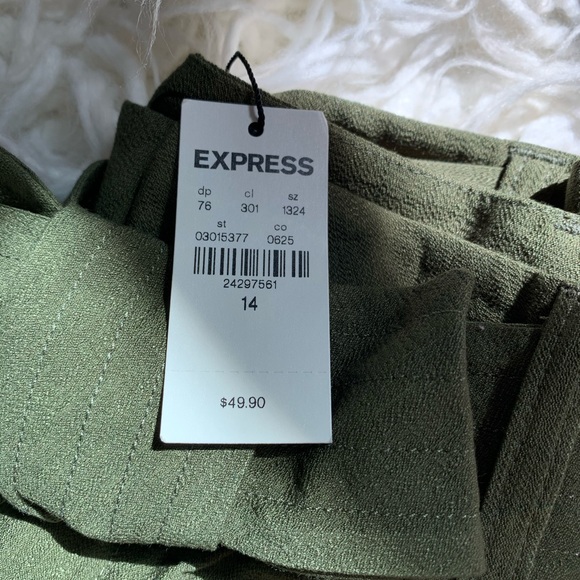 EXPRESS
dp cl sz
76 301 1324
st co
03015377 0625
24297561
14
$49.90